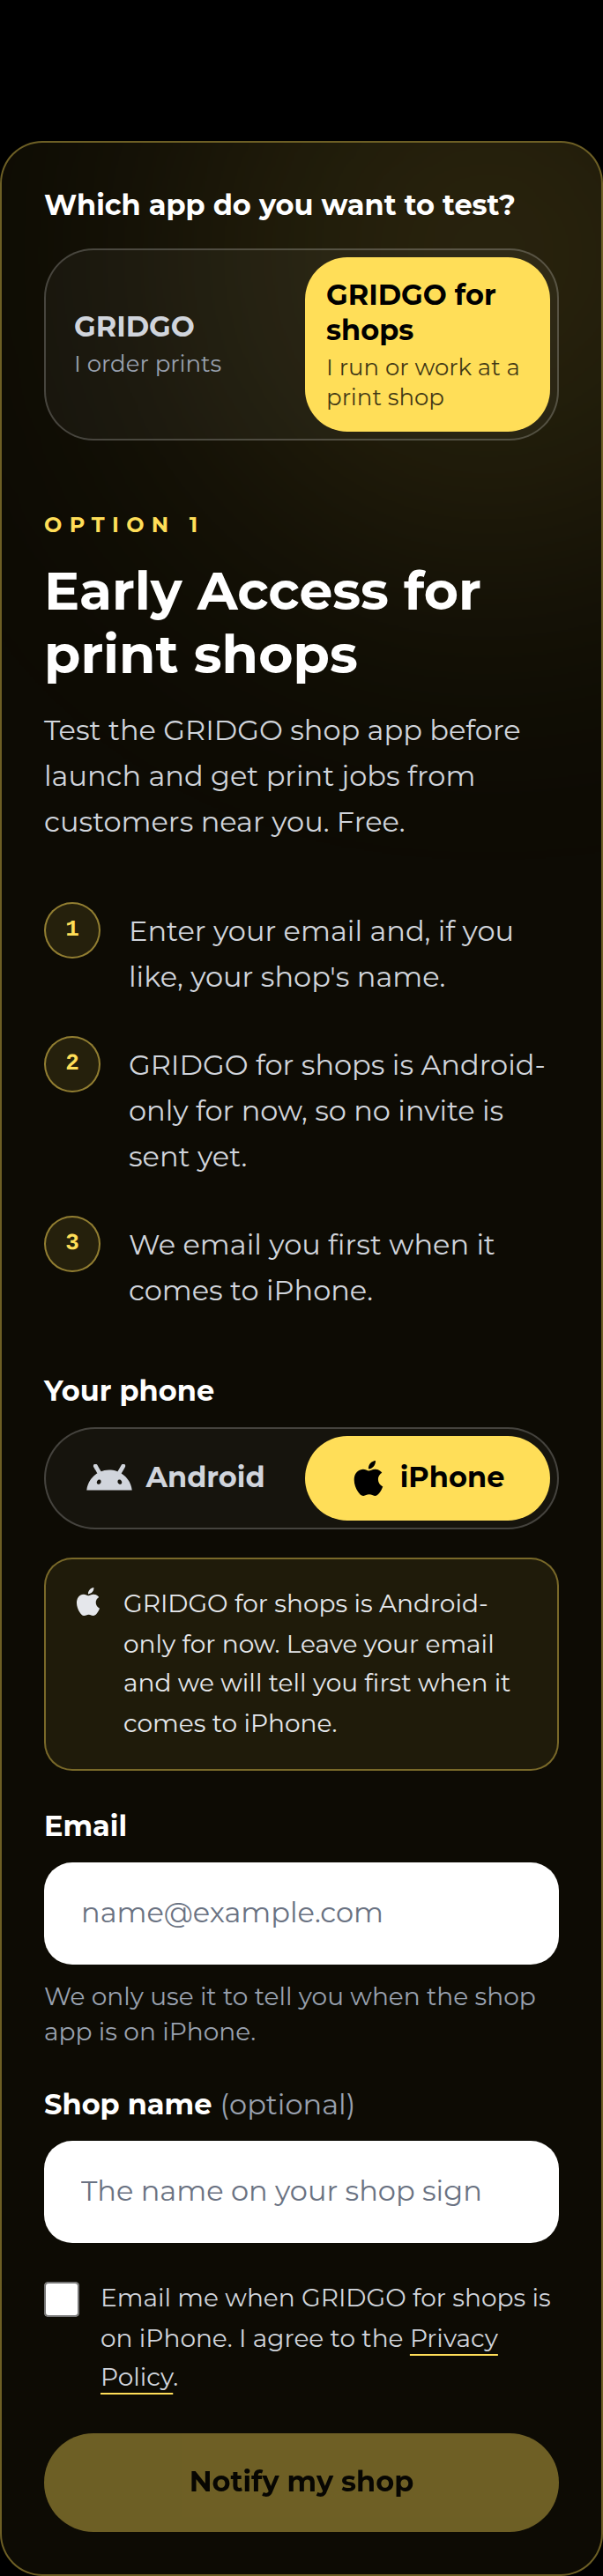 Which app do you want to test?
GRIDGO
I order prints
GRIDGO for
shops
I run or work at a
print shop
OPTION 1
Early Access for
print shops
Test the GRIDGO shop app before
launch and get print jobs from
customers near you. Free.
1
Enter your email and, if you
like, your shop's name.
2
GRIDGO for shops is Android-
only for now, so no invite is
sent yet.
3
We email you first when it
comes to iPhone.
Your phone
Android
iPhone
GRIDGO for shops is Android-
only for now. Leave your email
and we will tell you first when it
comes to iPhone.
Email
name@example.com
We only use it to tell you when the shop
app is on iPhone.
Shop name (optional)
The name on your shop sign
Email me when GRIDGO for shops is
on iPhone. I agree to the Privacy
Policy.
Notify my shop